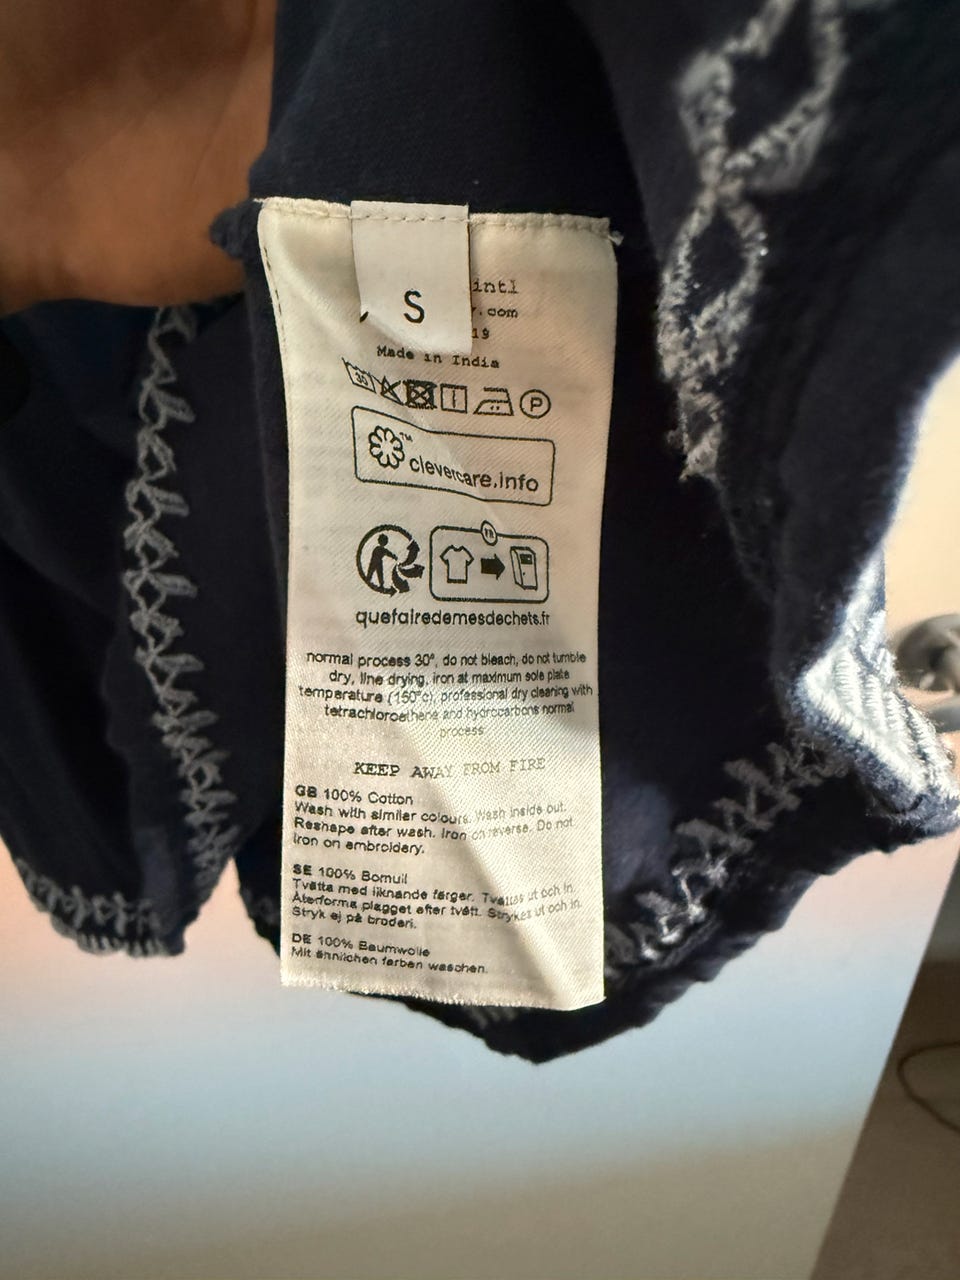 S
intl
.com
19
Made in India
30
P
clevercare.info
FR
quefairedemesdechets.fr
normal process 30°, do not bleach, do not tumble
dry, line drying, iron at maximum sole plate
temperature (150°c), professional dry cleaning with
tetrachloroethene and hydrocarbons normal
process
KEEP AWAY FROM FIRE
GB 100% Cotton
Wash with similar colours. Wash inside out.
Reshape after wash. Iron on reverse. Do not
iron on embroidery.
SE 100% Bomull
Tvätta med liknande färger. Tvättas ut och in.
Återforma plagget efter tvätt. Strykes ut och in.
Stryk ej på broderi.
DE 100% Baumwolle
Mit ähnlichen farben waschen.